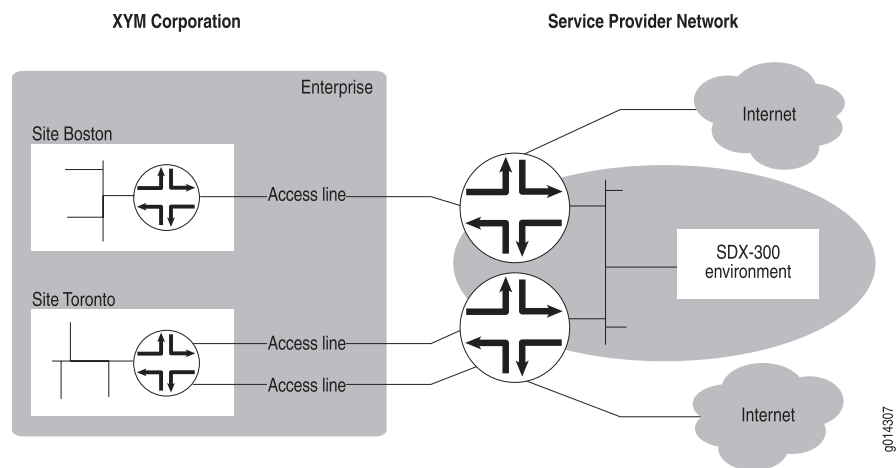 XYM Corporation
Service Provider Network
Enterprise
Internet
Site Boston
Access line
SDX-300
environment
Site Toronto
Access line
Access line
Internet
g014307